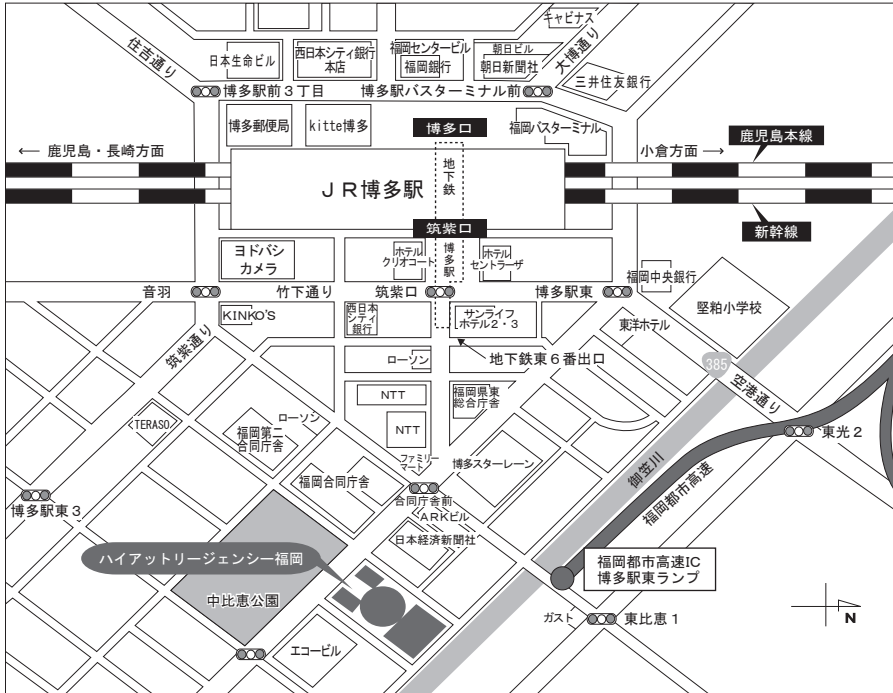 キャビナス
住吉通り
日本生命ビル
西日本シティ銀行
本店
福岡センタービル
福岡銀行
朝日ビル
朝日新聞社
大博通り
三井住友銀行
博多駅前3丁目
博多駅バスターミナル前
博多郵便局
kitte博多
博多口
福岡バスターミナル
← 鹿児島・長崎方面
小倉方面 →
鹿児島本線
地下鉄
JR博多駅
新幹線
筑紫口
ヨドバシ
カメラ
ホテル
クリオコート
博多駅
ホテル
セントラーザ
福岡中央銀行
音羽
竹下通り
筑紫口
博多駅東
堅粕小学校
KINKO'S
西日本
シティ
銀行
サンライフ
ホテル2・3
東洋ホテル
筑紫通り
ローソン
地下鉄東6番出口
385
空港通り
NTT
福岡県東
総合庁舎
TERASO
ローソン
福岡第二
合同庁舎
NTT
東光2
ファミリー
マート
博多スターレーン
御笠川
福岡都市高速
福岡合同庁舎
合同庁舎前
博多駅東3
ARKビル
日本経済新聞社
ハイアットリージェンシー福岡
福岡都市高速IC
博多駅東ランプ
中比恵公園
ガスト
東比恵1
N
エコービル